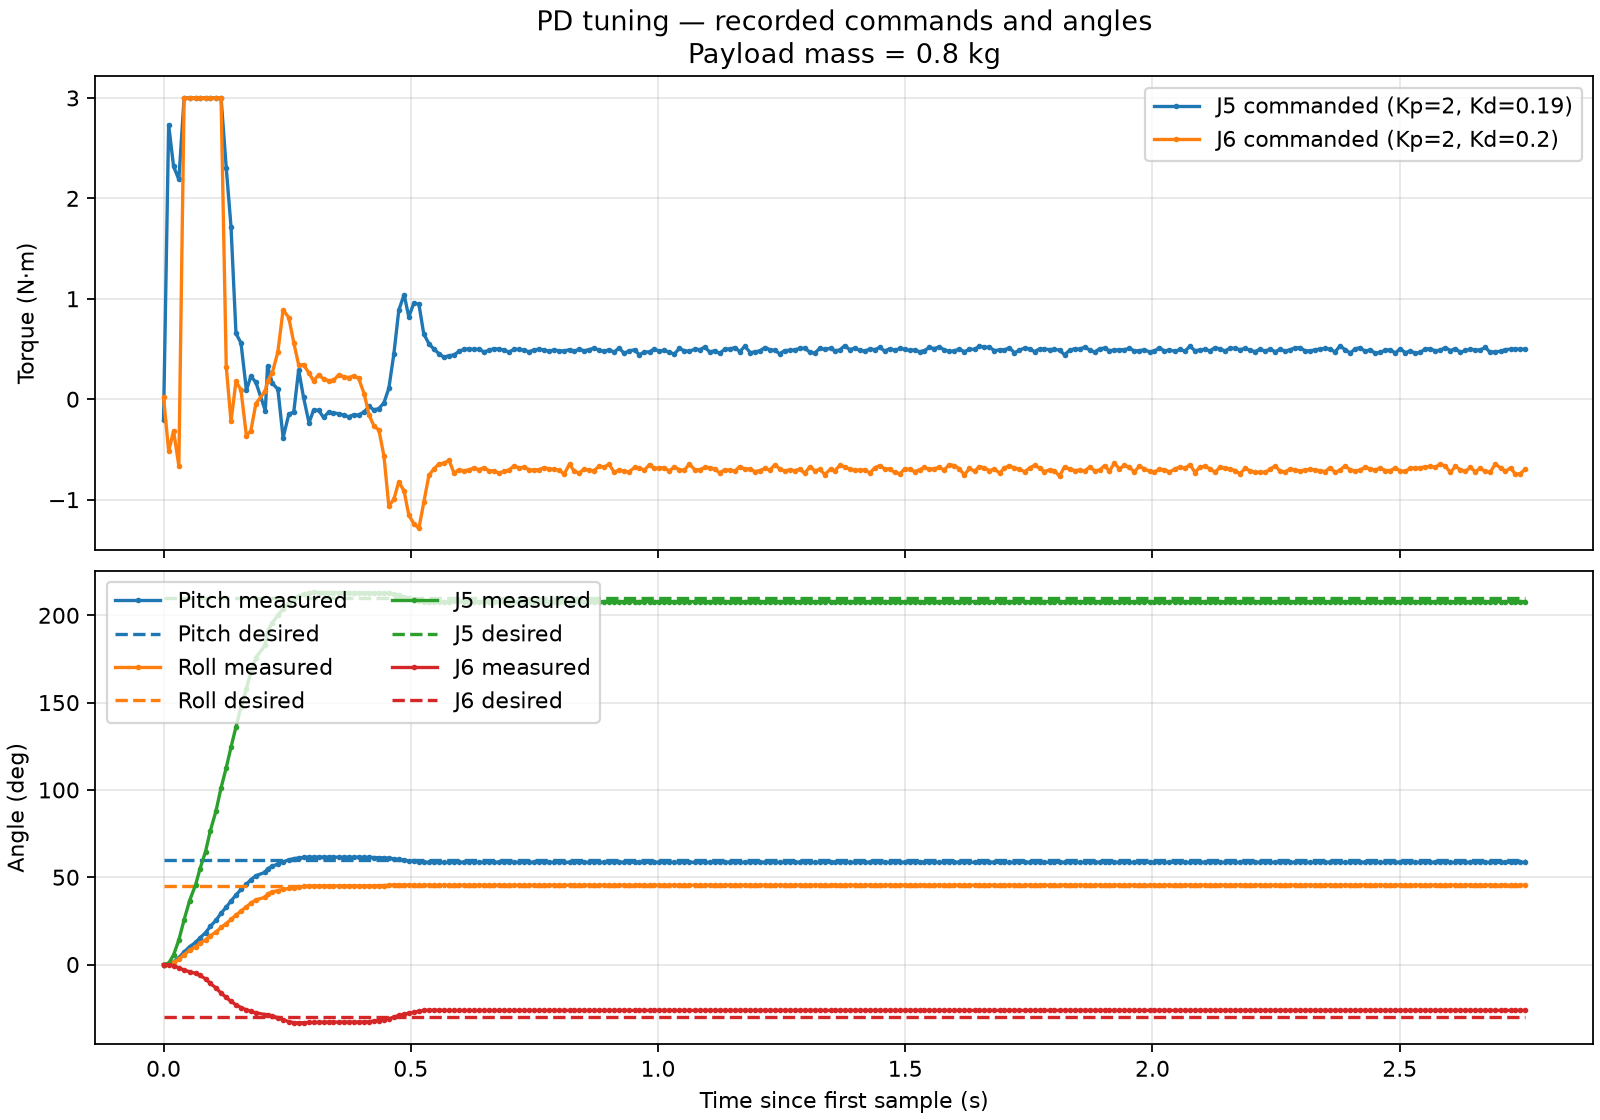 PD tuning — recorded commands and angles
Payload mass = 0.8 kg
Torque (N·m)
3
2
1
0
−1
J5 commanded (Kp=2, Kd=0.19)
J6 commanded (Kp=2, Kd=0.2)
Angle (deg)
200
150
100
50
0
Pitch measured
Pitch desired
Roll measured
Roll desired
J5 measured
J5 desired
J6 measured
J6 desired
0.0 0.5 1.0 1.5 2.0 2.5
Time since first sample (s)